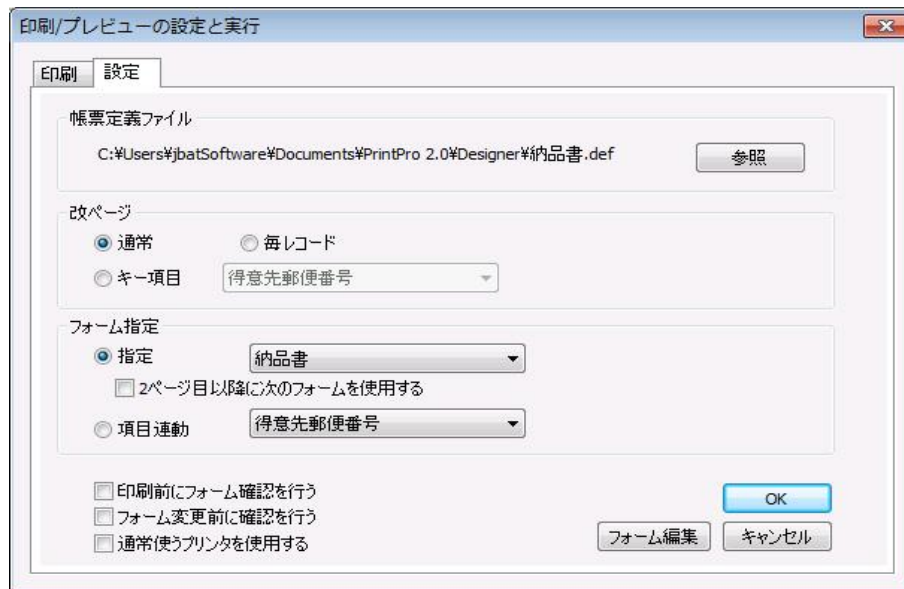 印刷/プレビューの設定と実行
印刷 設定
帳票定義ファイル
C:¥Users¥jbatSoftware¥Documents¥PrintPro 2.0¥Designer¥納品書.def 参照
改ページ
通常 毎レコード
キー項目 得意先郵便番号
フォーム指定
指定 納品書
2ページ目以降に次のフォームを使用する
項目連動 得意先郵便番号
印刷前にフォーム確認を行う
フォーム変更前に確認を行う
通常使うプリンタを使用する
OK
フォーム編集 キャンセル